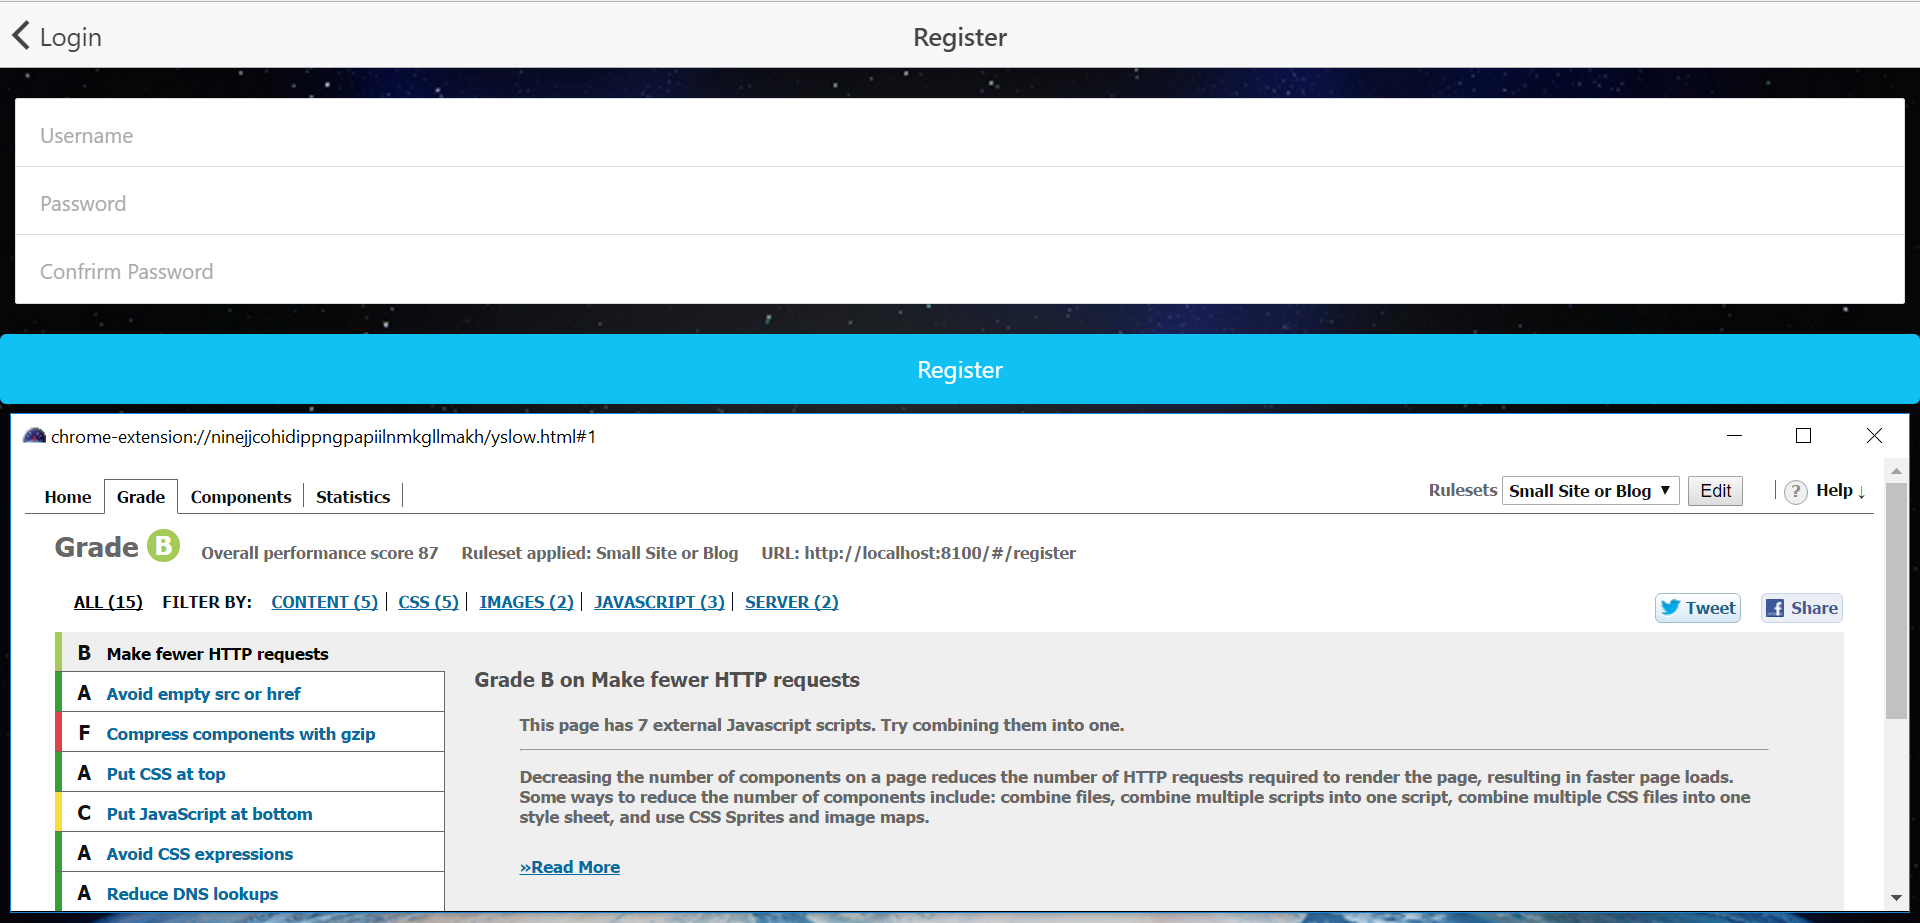 Login
Register
Username
Password
Confrirm Password
Register
chrome-extension://ninejjcohidippngpapiilnmkgllmakh/yslow.html#1
Home Grade Components Statistics Rulesets Small Site or Blog ▼ Edit ? Help ↓
Grade B Overall performance score 87 Ruleset applied: Small Site or Blog URL: http://localhost:8100/#/register
ALL (15) FILTER BY: CONTENT (5) CSS (5) IMAGES (2) JAVASCRIPT (3) SERVER (2)
Tweet Share
B Make fewer HTTP requests
A Avoid empty src or href
F Compress components with gzip
A Put CSS at top
C Put JavaScript at bottom
A Avoid CSS expressions
A Reduce DNS lookups
Grade B on Make fewer HTTP requests
This page has 7 external Javascript scripts. Try combining them into one.
Decreasing the number of components on a page reduces the number of HTTP requests required to render the page, resulting in faster page loads.
Some ways to reduce the number of components include: combine files, combine multiple scripts into one script, combine multiple CSS files into one
style sheet, and use CSS Sprites and image maps.
»Read More